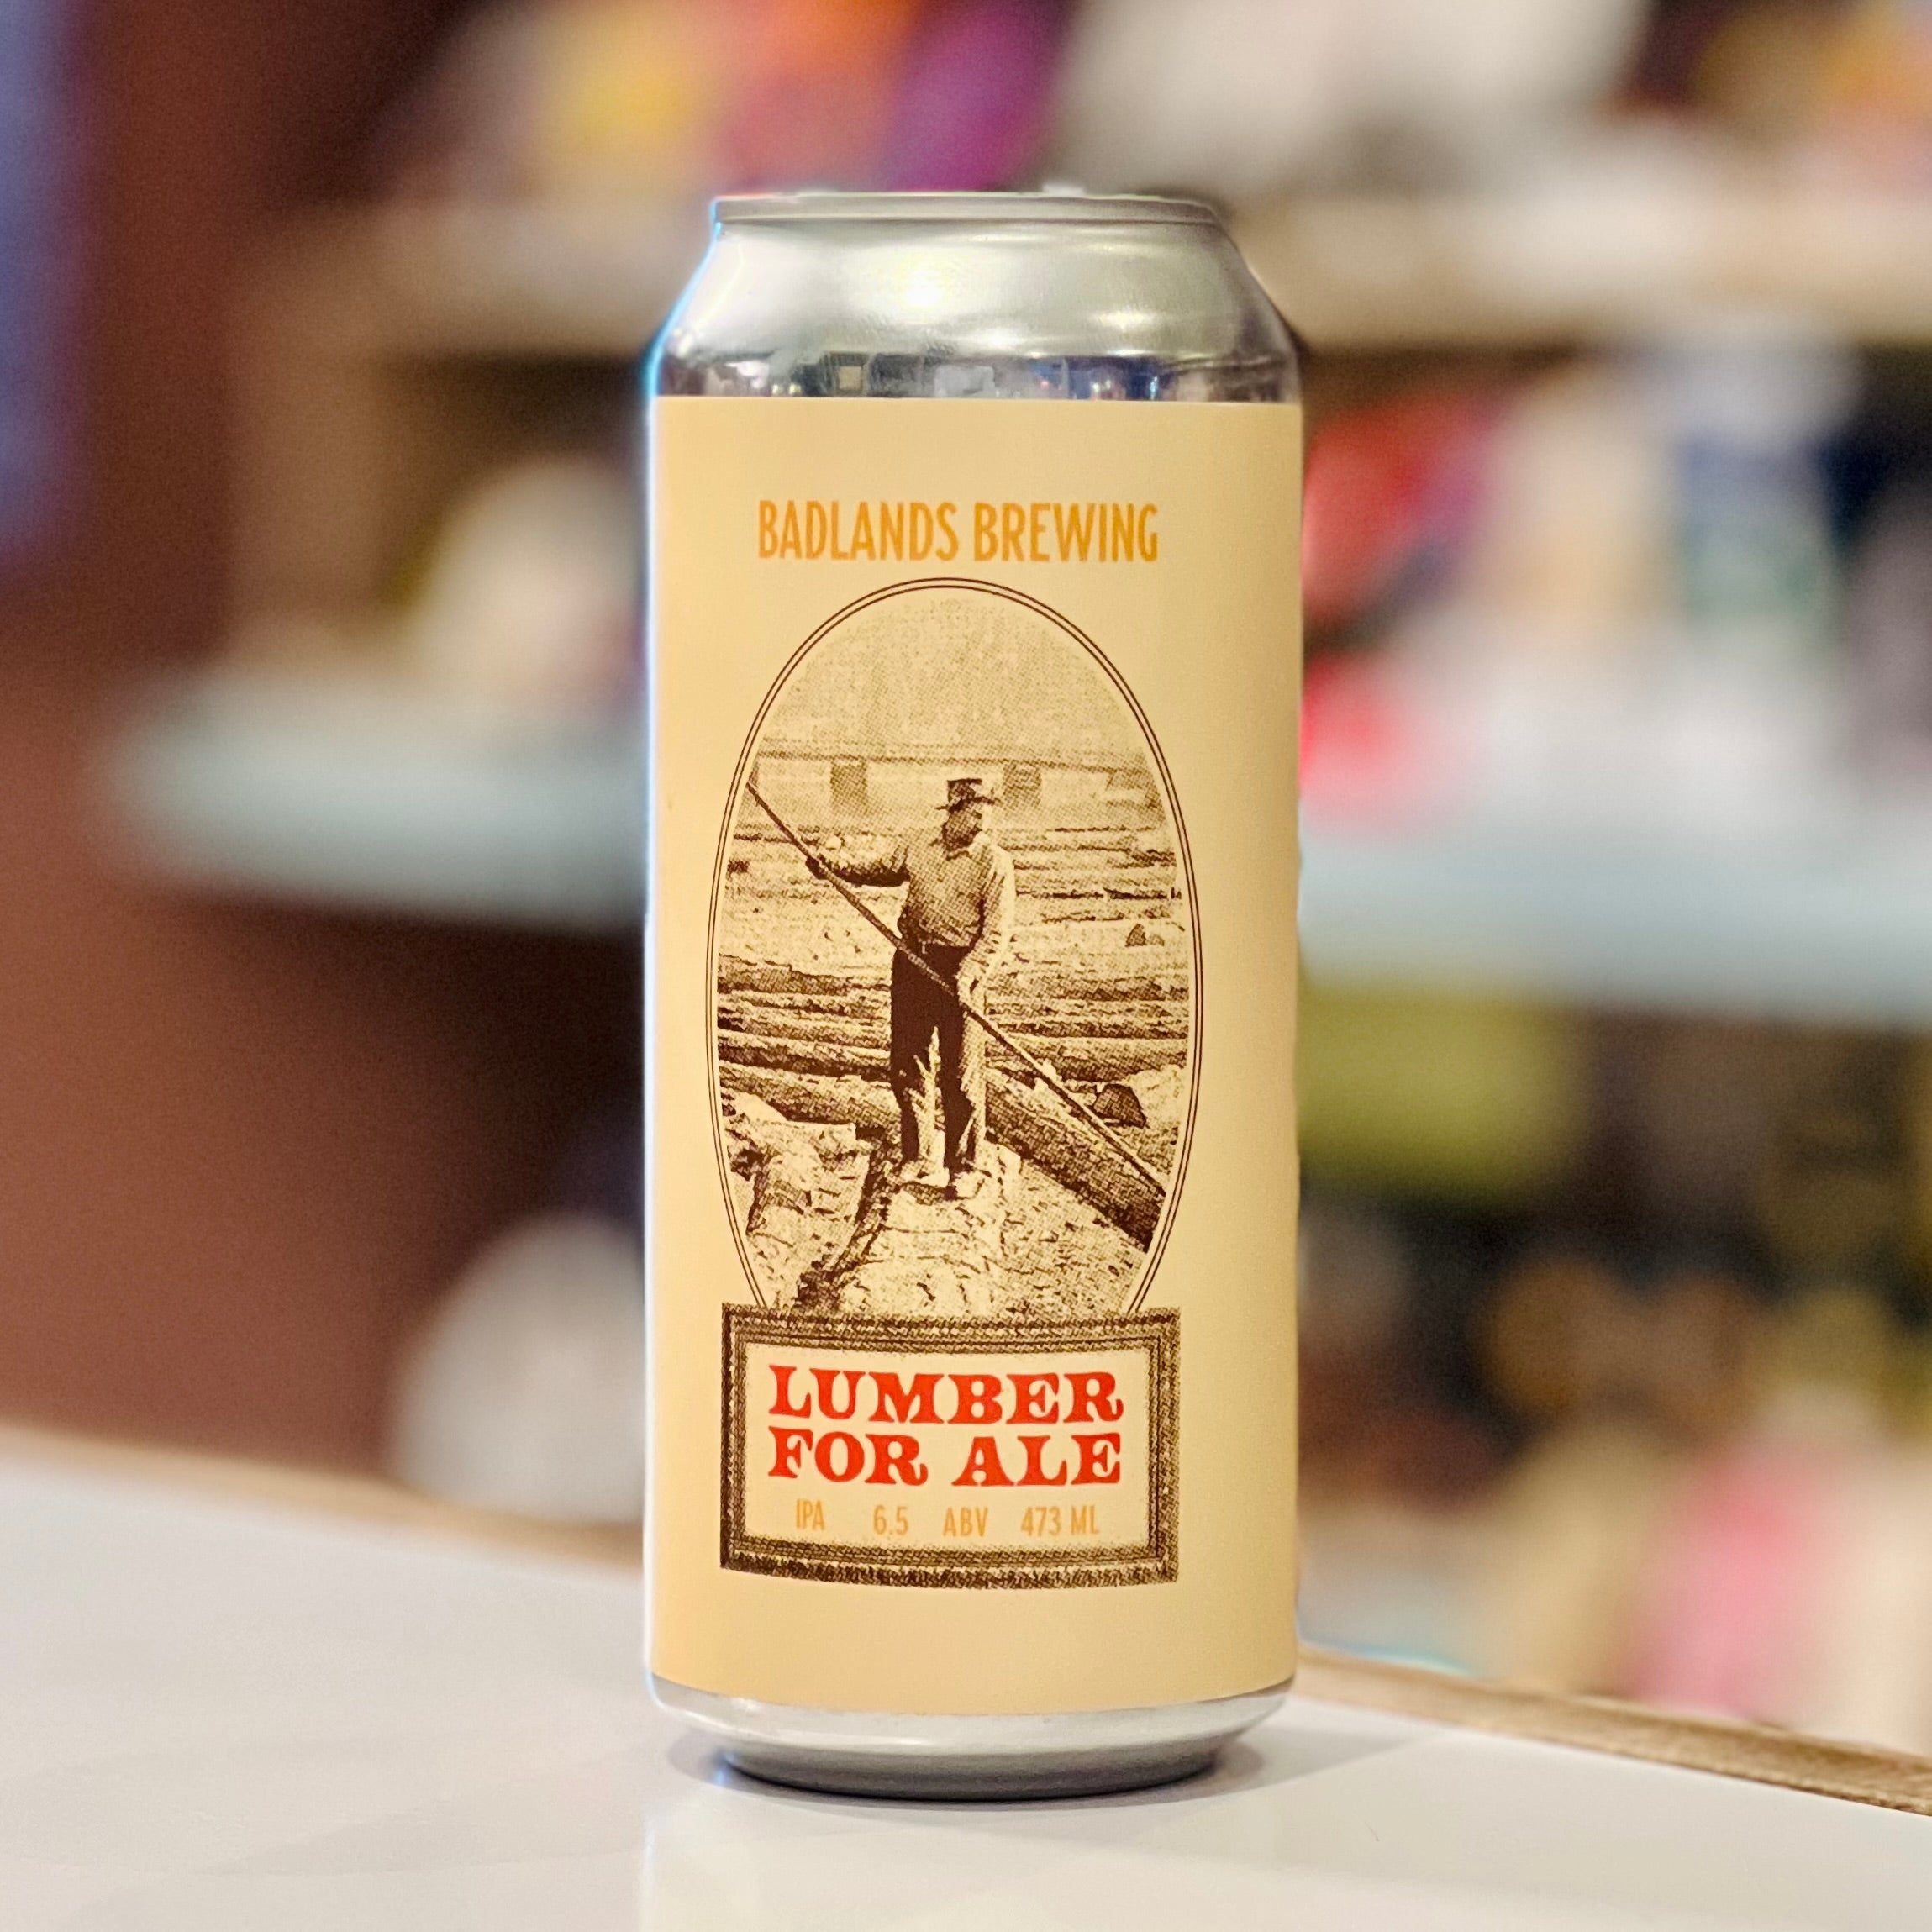 BADLANDS BREWING
LUMBER
FOR ALE
IPA 6.5 ABV 473 ML